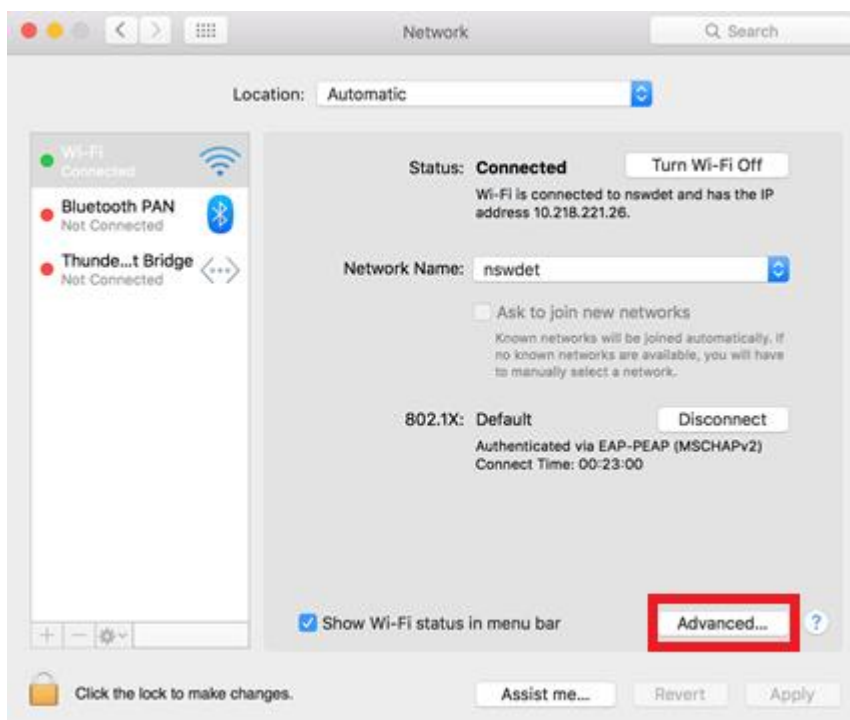 Network
Search
Location: Automatic
Wi-Fi
Connected
Bluetooth PAN
Not Connected
Thunde...t Bridge
Not Connected
Status: Connected
Turn Wi-Fi Off
Wi-Fi is connected to nswdet and has the IP
address 10.218.221.26.
Network Name: nswdet
Ask to join new networks
Known networks will be joined automatically. If
no known networks are available, you will have
to manually select a network.
802.1X: Default
Disconnect
Authenticated via EAP-PEAP (MSCHAPv2)
Connect Time: 00:23:00
Show Wi-Fi status in menu bar
Advanced...
?
Click the lock to make changes.
Assist me...
Revert
Apply